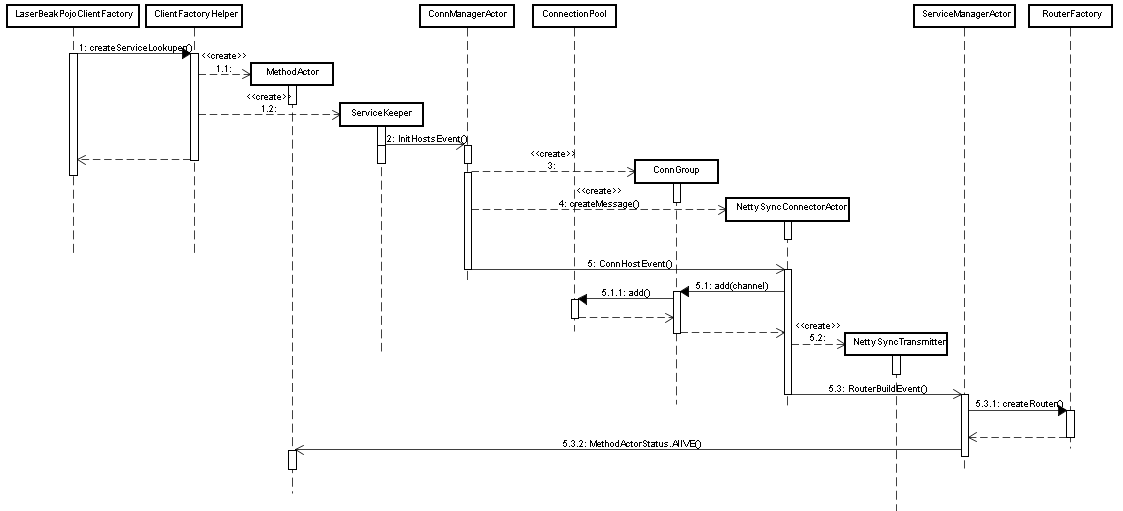 LaserBeakPojoClientFactory
ClientFactoryHelper
ConnManagerActor
ConnectionPool
ServiceManagerActor
RouterFactory
1: createServiceLookuper()
<<create>>
1.1:
MethodActor
<<create>>
1.2:
ServiceKeeper
2: InitHostsEvent()
<<create>>
3:
ConnGroup
<<create>>
4: createMessage()
NettySyncConnectorActor
5: ConnHostEvent()
5.1: add(channel)
5.1.1: add()
<<create>>
5.2:
NettySyncTransmitter
5.3: RouterBuildEvent()
5.3.1: createRouter()
5.3.2: MethodActorStatus.AlIVE()